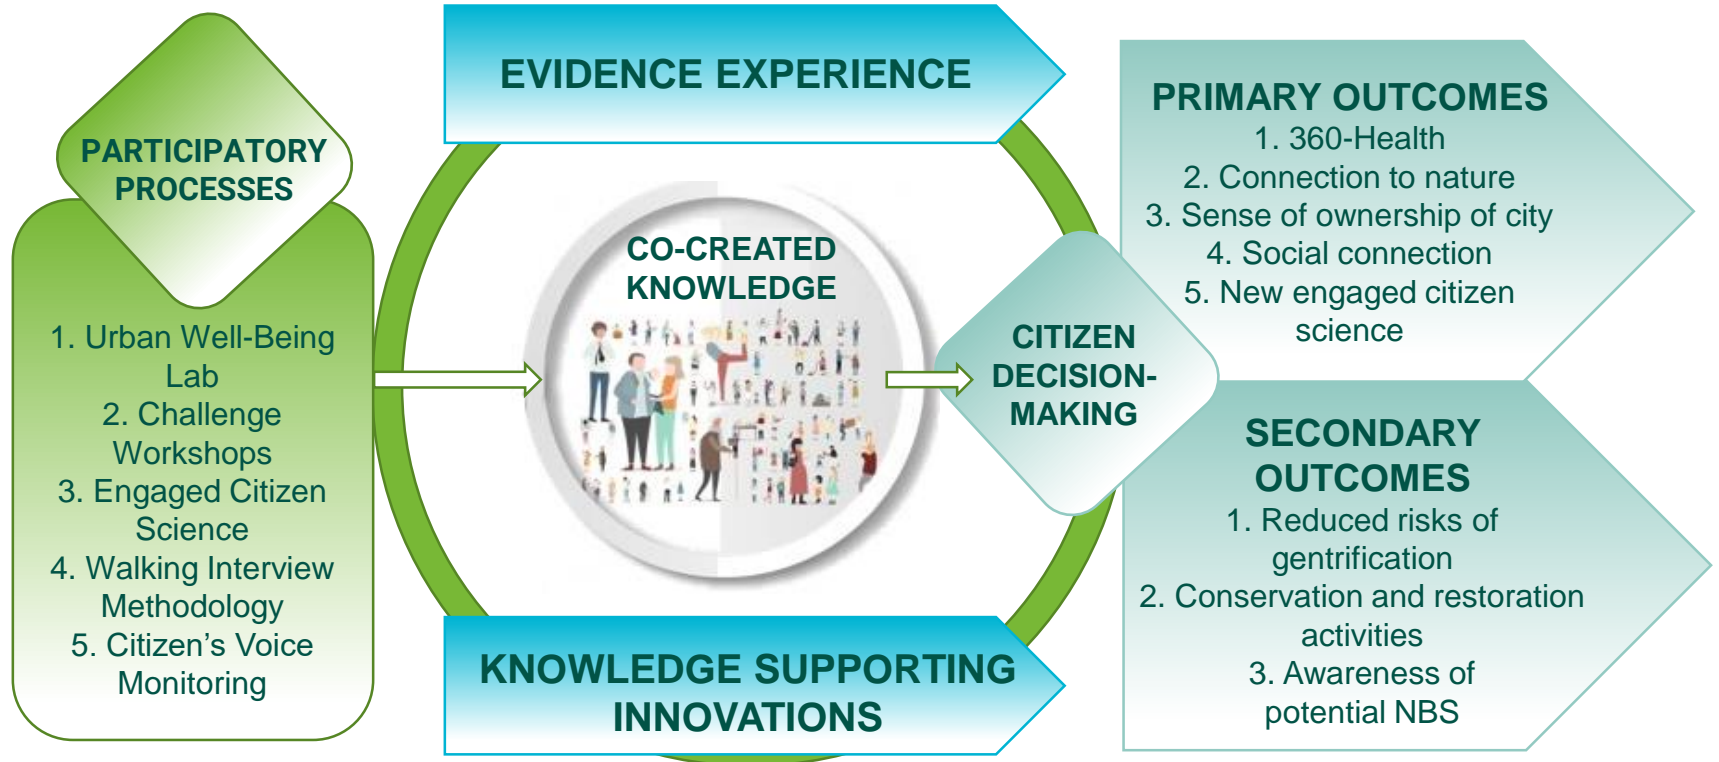 PARTICIPATORY
PROCESSES
1. Urban Well-Being
Lab
2. Challenge
Workshops
3. Engaged Citizen
Science
4. Walking Interview
Methodology
5. Citizen’s Voice
Monitoring
EVIDENCE EXPERIENCE
CO-CREATED
KNOWLEDGE
KNOWLEDGE SUPPORTING
INNOVATIONS
CITIZEN
DECISION-
MAKING
PRIMARY OUTCOMES
1. 360-Health
2. Connection to nature
3. Sense of ownership of city
4. Social connection
5. New engaged citizen
science
SECONDARY
OUTCOMES
1. Reduced risks of
gentrification
2. Conservation and restoration
activities
3. Awareness of
potential NBS